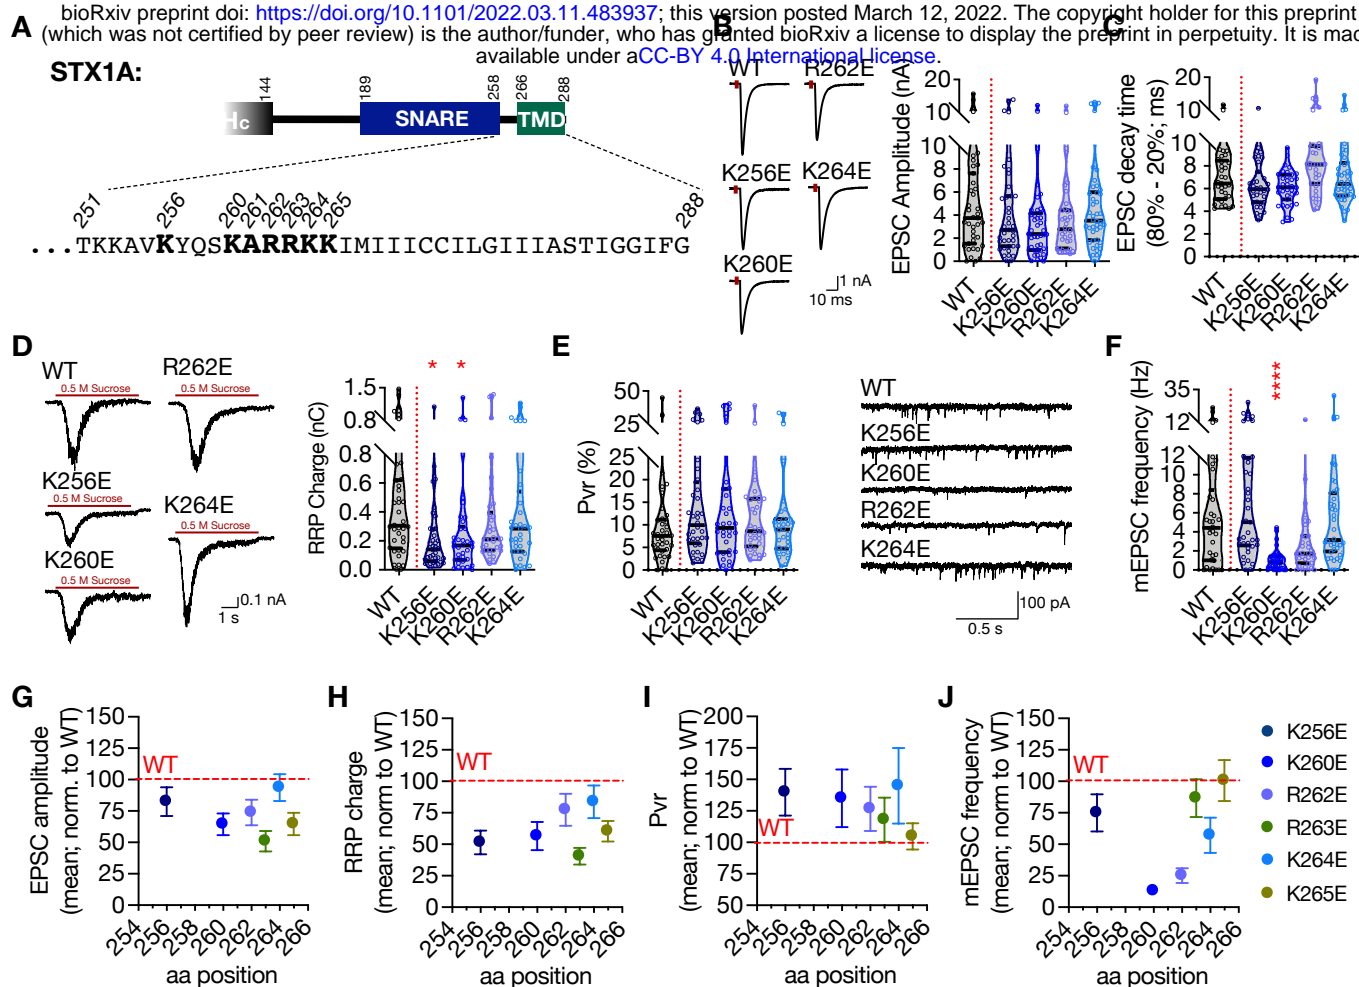 bioRxiv preprint doi: https://doi.org/10.1101/2022.03.11.483937; this version posted March 12, 2022. The copyright holder for this preprint
(which was not certified by peer review) is the author/funder, who has granted bioRxiv a license to display the preprint in perpetuity. It is mad
available under aCC-BY 4.0 International license.
A
STX1A:
144
189
258
266
288
Hc
SNARE
TMD
251
256
260
261
262
263
264
265
288
...TKKAVKYQSKARRKKIMIIICCILGIIIASTIGGIFG
B
WT
R262E
K256E
K264E
K260E
1 nA
10 ms
EPSC Amplitude (nA)
20
10
10
8
6
4
2
0
WT
K256E
K260E
R262E
K264E
C
EPSC decay time
(80% - 20%; ms)
20
10
10
8
6
4
2
0
WT
K256E
K260E
R262E
K264E
D
WT
0.5 M Sucrose
R262E
0.5 M Sucrose
K256E
0.5 M Sucrose
K264E
0.5 M Sucrose
K260E
0.5 M Sucrose
0.1 nA
1 s
RRP Charge (nC)
1.5
0.8
0.8
0.6
0.4
0.2
0.0
*
*
WT
K256E
K260E
R262E
K264E
E
Pvr (%)
50
25
25
20
15
10
5
0
WT
K256E
K260E
R262E
K264E
WT
K256E
K260E
R262E
K264E
100 pA
0.5 s
F
mEPSC frequency (Hz)
35
12
12
10
8
6
4
2
0
****
WT
K256E
K260E
R262E
K264E
G
EPSC amplitude
(mean; norm. to WT)
150
125
100
75
50
25
0
WT
254
256
258
260
262
264
266
aa position
H
RRP charge
(mean; norm to WT)
150
125
100
75
50
25
0
WT
254
256
258
260
262
264
266
aa position
I
Pvr
(mean; norm to WT)
200
150
100
50
WT
254
256
258
260
262
264
266
aa position
J
mEPSC frequency
(mean; norm to WT)
150
125
100
75
50
25
0
WT
254
256
258
260
262
264
266
aa position
K256E
K260E
R262E
R263E
K264E
K265E